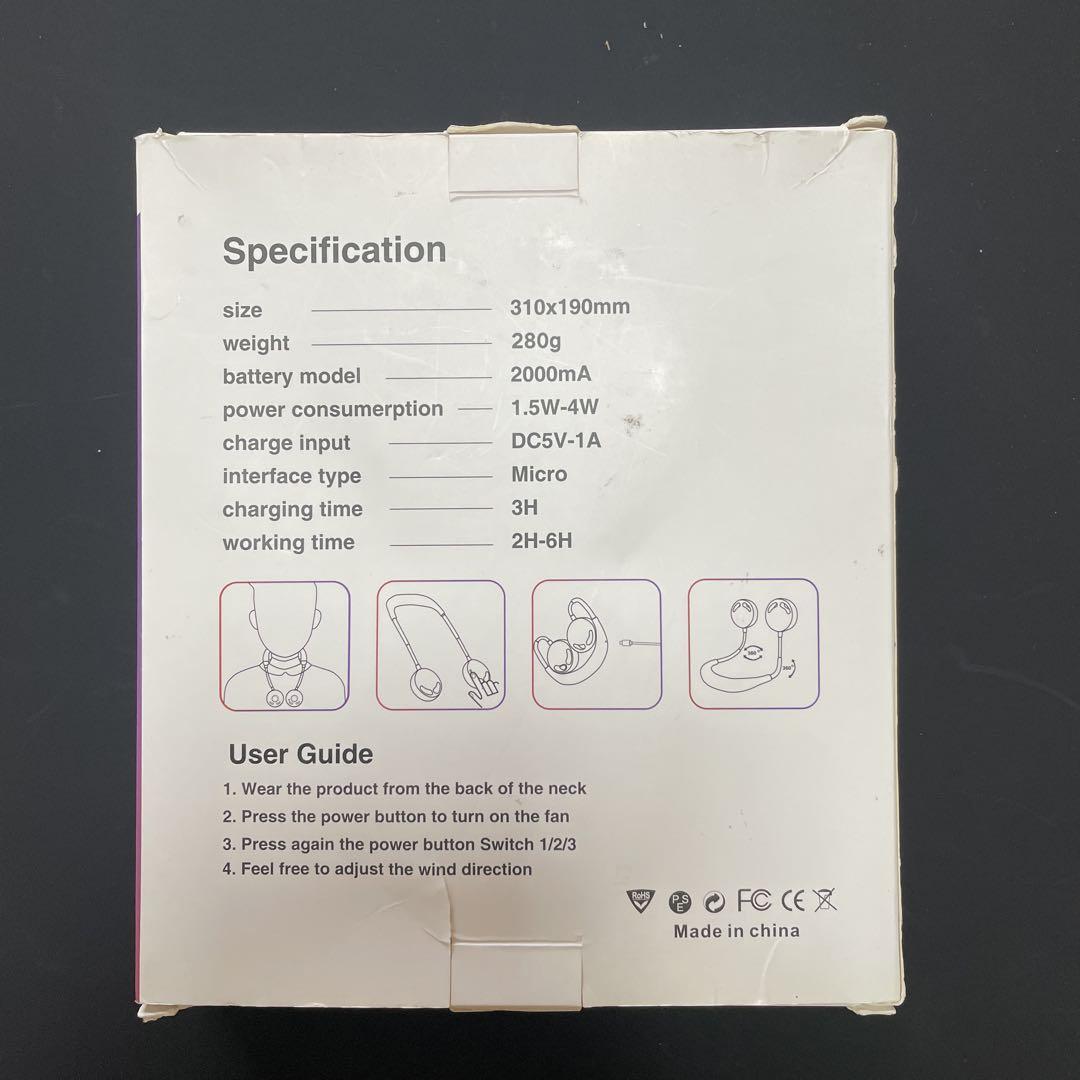 Specification
size 310x190mm
weight 280g
battery model 2000mA
power consumerption 1.5W-4W
charge input DC5V-1A
interface type Micro
charging time 3H
working time 2H-6H
360°
360°
User Guide
1. Wear the product from the back of the neck
2. Press the power button to turn on the fan
3. Press again the power button Switch 1/2/3
4. Feel free to adjust the wind direction
RoHS PSE FC CE
Made in china